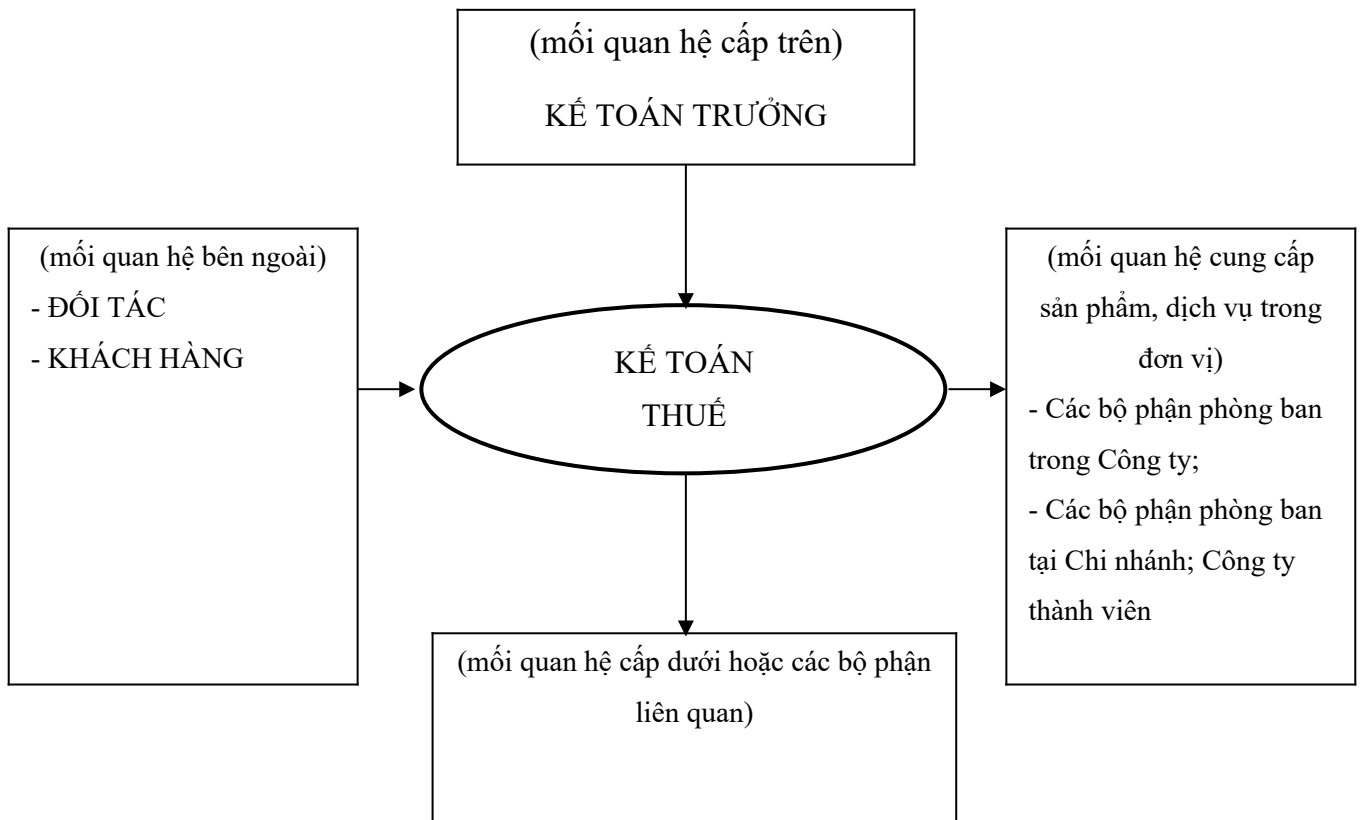 (mối quan hệ cấp trên)
KẾ TOÁN TRƯỞNG
(mối quan hệ bên ngoài)
- ĐỐI TÁC
- KHÁCH HÀNG
KẾ TOÁN
THUẾ
(mối quan hệ cung cấp
sản phẩm, dịch vụ trong
đơn vị)
- Các bộ phận phòng ban
trong Công ty;
- Các bộ phận phòng ban
tại Chi nhánh; Công ty
thành viên
(mối quan hệ cấp dưới hoặc các bộ phận
liên quan)